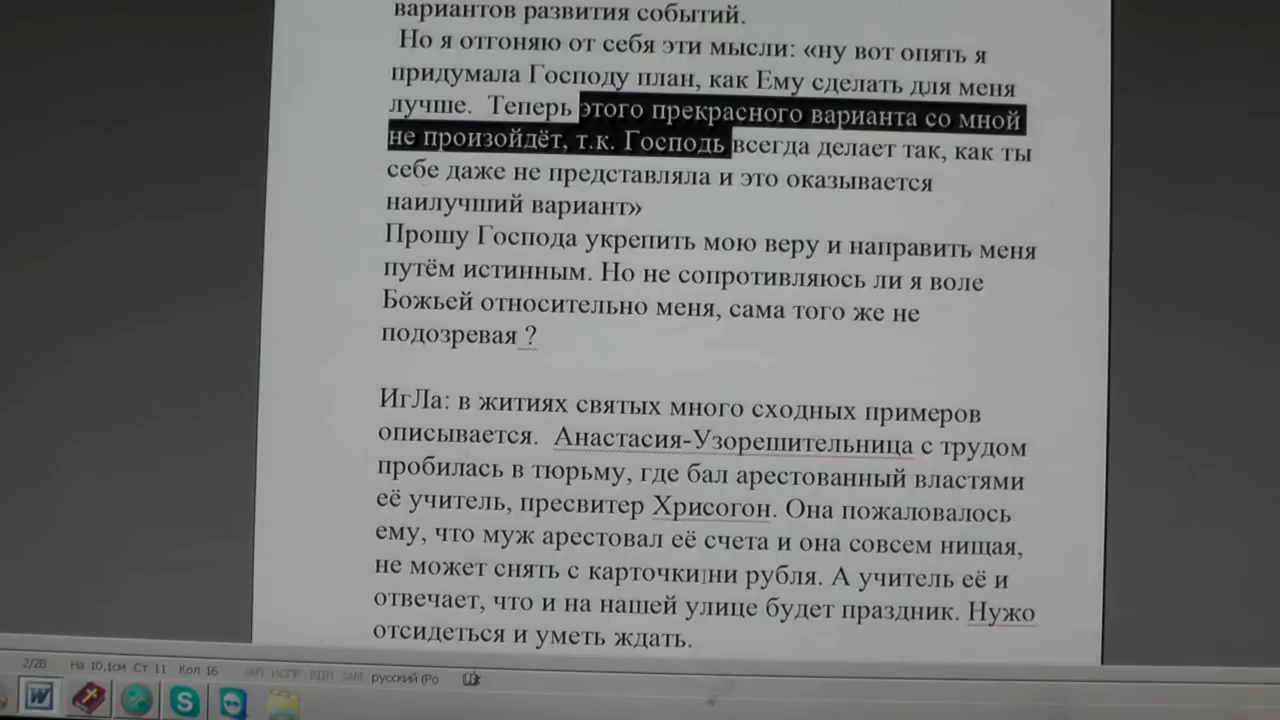 вариантов развития событий.
Но я отгоняю от себя эти мысли: «ну вот опять я
придумала Господу план, как Ему сделать для меня
лучше. Теперь этого прекрасного варианта со мной
не произойдёт, т.к. Господь всегда делает так, как ты
себе даже не представляла и это оказывается
наилучший вариант»
Прошу Господа укрепить мою веру и направить меня
путём истинным. Но не сопротивляюсь ли я воле
Божьей относительно меня, сама того же не
подозревая ?
ИгЛа: в житиях святых много сходных примеров
описывается. Анастасия-Узорешительница с трудом
пробилась в тюрьму, где бал арестованный властями
её учитель, пресвитер Хрисогон. Она пожаловалось
ему, что муж арестовал её счета и она совсем нищая,
не может снять с карточки ни рубля. А учитель её и
отвечает, что и на нашей улице будет праздник. Нужо
отсидеться и уметь ждать.
2/28 На 10,1см Ст 11 Кол 16 ЗАП ИСПР ВДЛ ЗАМ русский (Ро